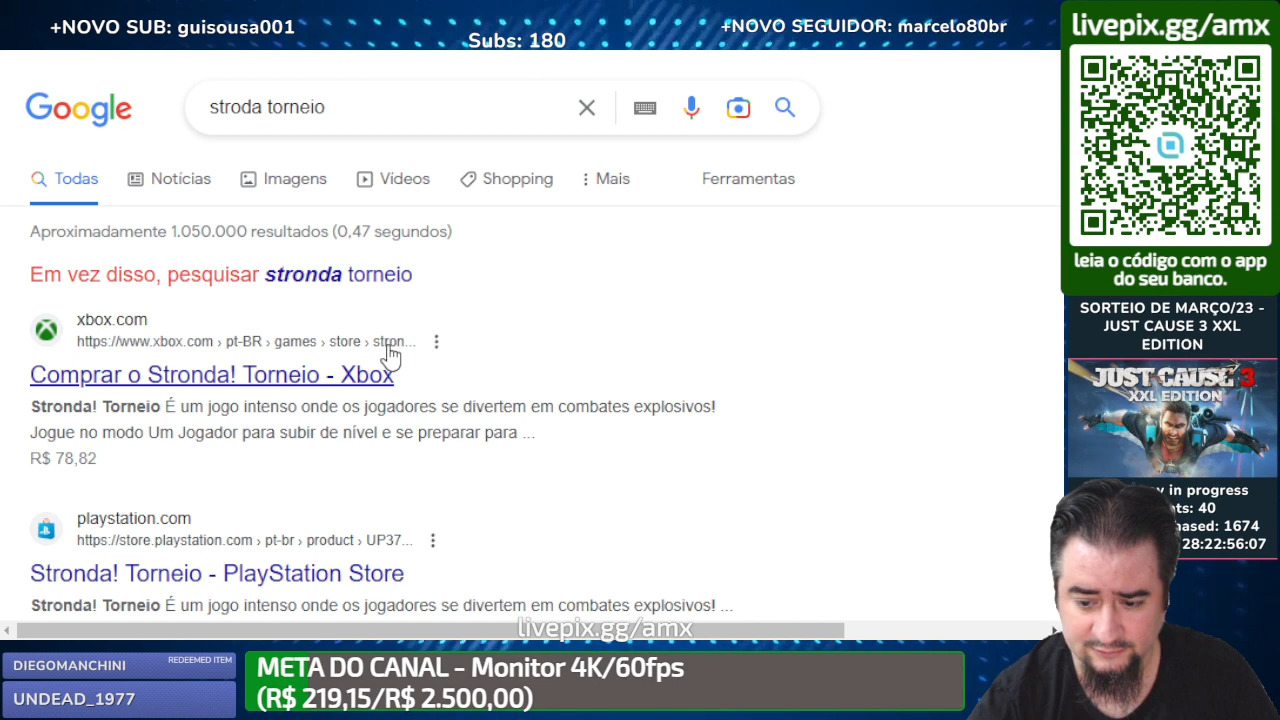 +NOVO SUB: guisousa001
Subs: 180
+NOVO SEGUIDOR: marcelo80br
livepix.gg/amx
Google
stroda torneio
Todas
Notícias
Imagens
Vídeos
Shopping
Mais
Ferramentas
Aproximadamente 1.050.000 resultados (0,47 segundos)
Em vez disso, pesquisar stronda torneio
xbox.com
https://www.xbox.com › pt-BR › games › store › stron...
Comprar o Stronda! Torneio - Xbox
Stronda! Torneio É um jogo intenso onde os jogadores se divertem em combates explosivos!
Jogue no modo Um Jogador para subir de nível e se preparar para ...
R$ 78,82
playstation.com
https://store.playstation.com › pt-br › product › UP37...
Stronda! Torneio - PlayStation Store
Stronda! Torneio É um jogo intenso onde os jogadores se divertem em combates explosivos! ...
livepix.gg/amx
leia o código com o app
do seu banco.
SORTEIO DE MARÇO/23 -
JUST CAUSE 3 XXL
EDITION
JUST CAUSE 3
XXL EDITION
in progress
: 40
: 1674
28:22:56:07
DIEGOMANCHINI
REDEEMED ITEM
UNDEAD_1977
META DO CANAL - Monitor 4K/60fps
(R$ 219,15/R$ 2.500,00)